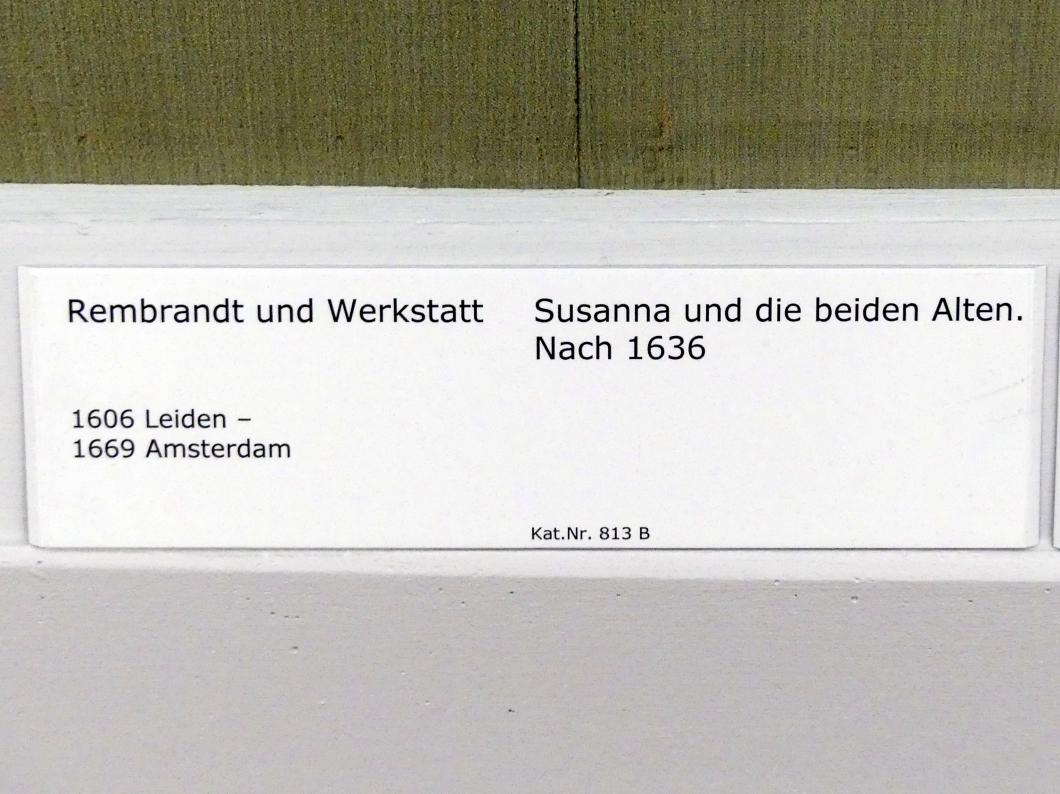 Rembrandt und Werkstatt
1606 Leiden –
1669 Amsterdam
Susanna und die beiden Alten.
Nach 1636
Kat.Nr. 813 B